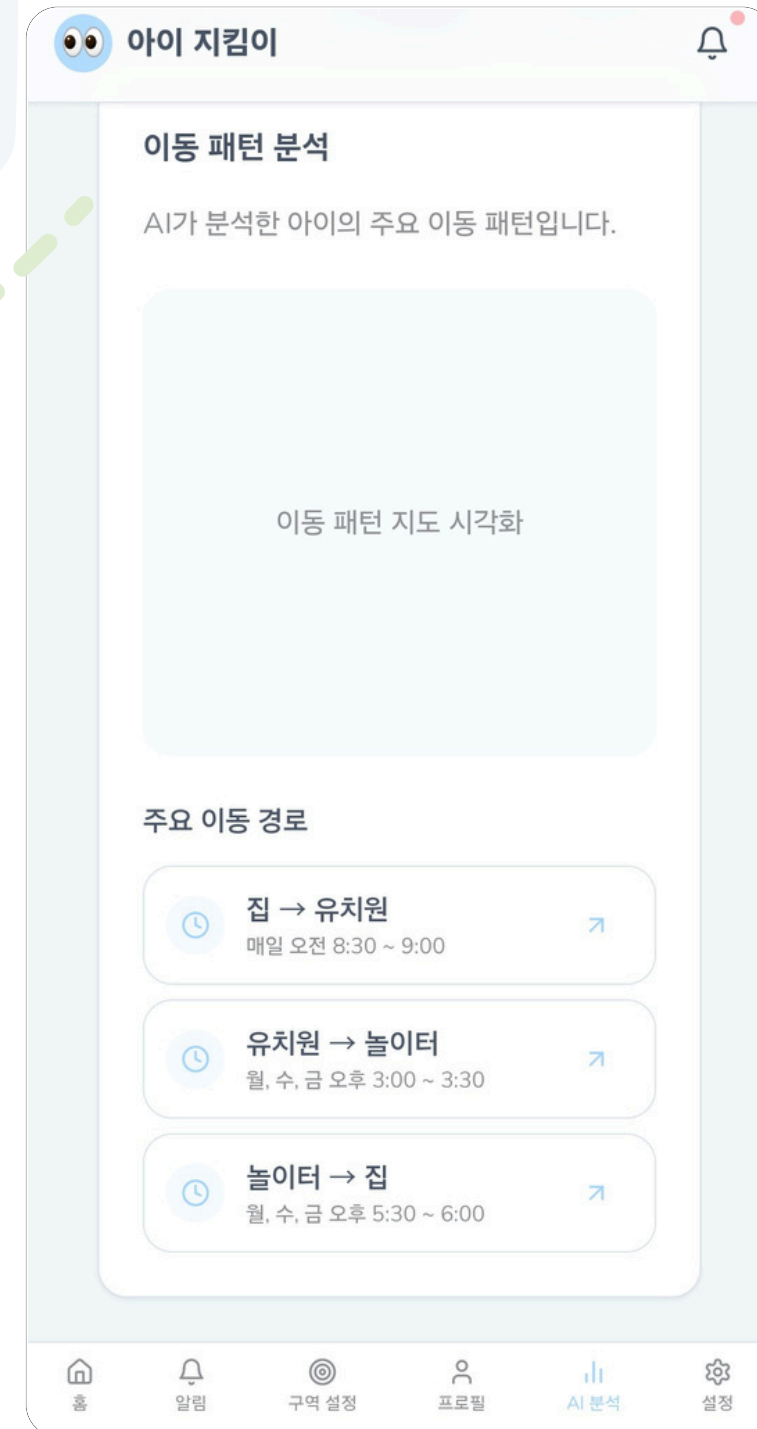 아이 지킴이
이동 패턴 분석
AI가 분석한 아이의 주요 이동 패턴입니다.
이동 패턴 지도 시각화
주요 이동 경로
집 → 유치원
매일 오전 8:30 ~ 9:00
유치원 → 놀이터
월, 수, 금 오후 3:00 ~ 3:30
놀이터 → 집
월, 수, 금 오후 5:30 ~ 6:00
홈 알림 구역 설정 프로필 AI 분석 설정